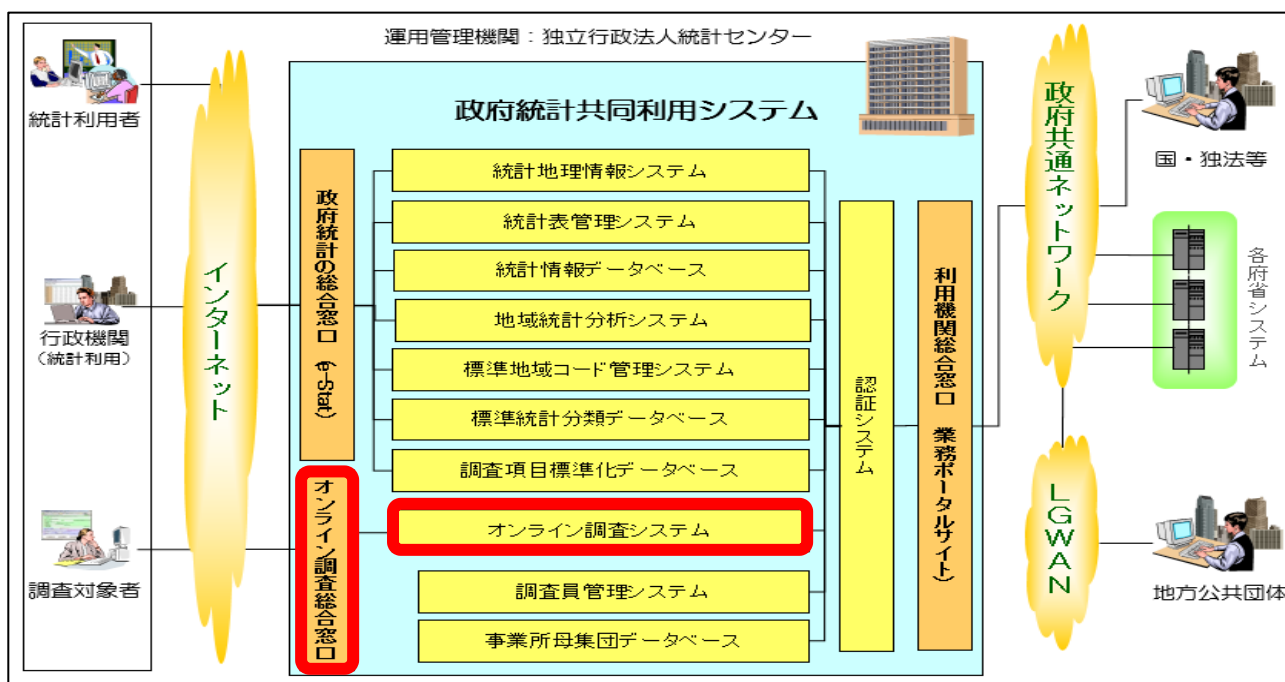 運用管理機関：独立行政法人統計センター
政府統計共同利用システム
統計利用者
行政機関
（統計利用）
調査対象者
インターネット
政府統計の総合窓口 (e-Stat)
オンライン調査総合窓口
統計地理情報システム
統計表管理システム
統計情報データベース
地域統計分析システム
標準地域コード管理システム
標準統計分類データベース
調査項目標準化データベース
オンライン調査システム
調査員管理システム
事業所母集団データベース
認証システム
利用機関総合窓口 業務ポータルサイト)
政府共通ネットワーク
LGWAN
国・独法等
各府省システム
地方公共団体